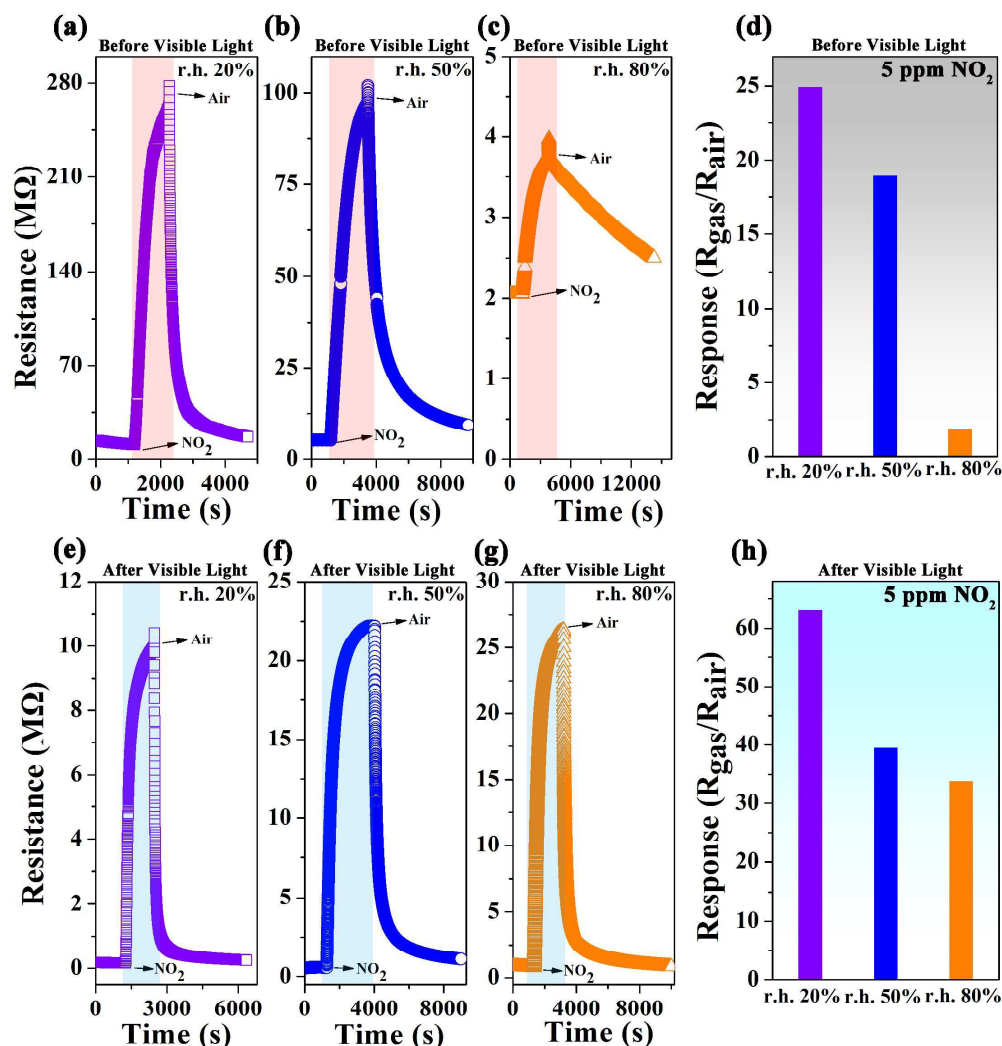 (a)
Before Visible Light
r.h. 20%
280
210
140
70
0
Resistance (MΩ)
Air
NO2
0 2000 4000
Time (s)
(b)
Before Visible Light
r.h. 50%
100
75
50
25
0
Air
NO2
0 4000 8000
Time (s)
(c)
Before Visible Light
r.h. 80%
5
4
3
2
1
0
Air
NO2
0 6000 12000
Time (s)
(d)
Before Visible Light
5 ppm NO2
25
20
15
10
5
0
Response (Rgas/Rair)
r.h. 20% r.h. 50% r.h. 80%
(e)
After Visible Light
r.h. 20%
12
10
8
6
4
2
0
Resistance (MΩ)
Air
NO2
0 3000 6000
Time (s)
(f)
After Visible Light
r.h. 50%
25
20
15
10
5
0
Air
NO2
0 4000 8000
Time (s)
(g)
After Visible Light
r.h. 80%
30
25
20
15
10
5
0
Air
NO2
0 5000 10000
Time (s)
(h)
After Visible Light
5 ppm NO2
60
50
40
30
20
10
0
Response (Rgas/Rair)
r.h. 20% r.h. 50% r.h. 80%